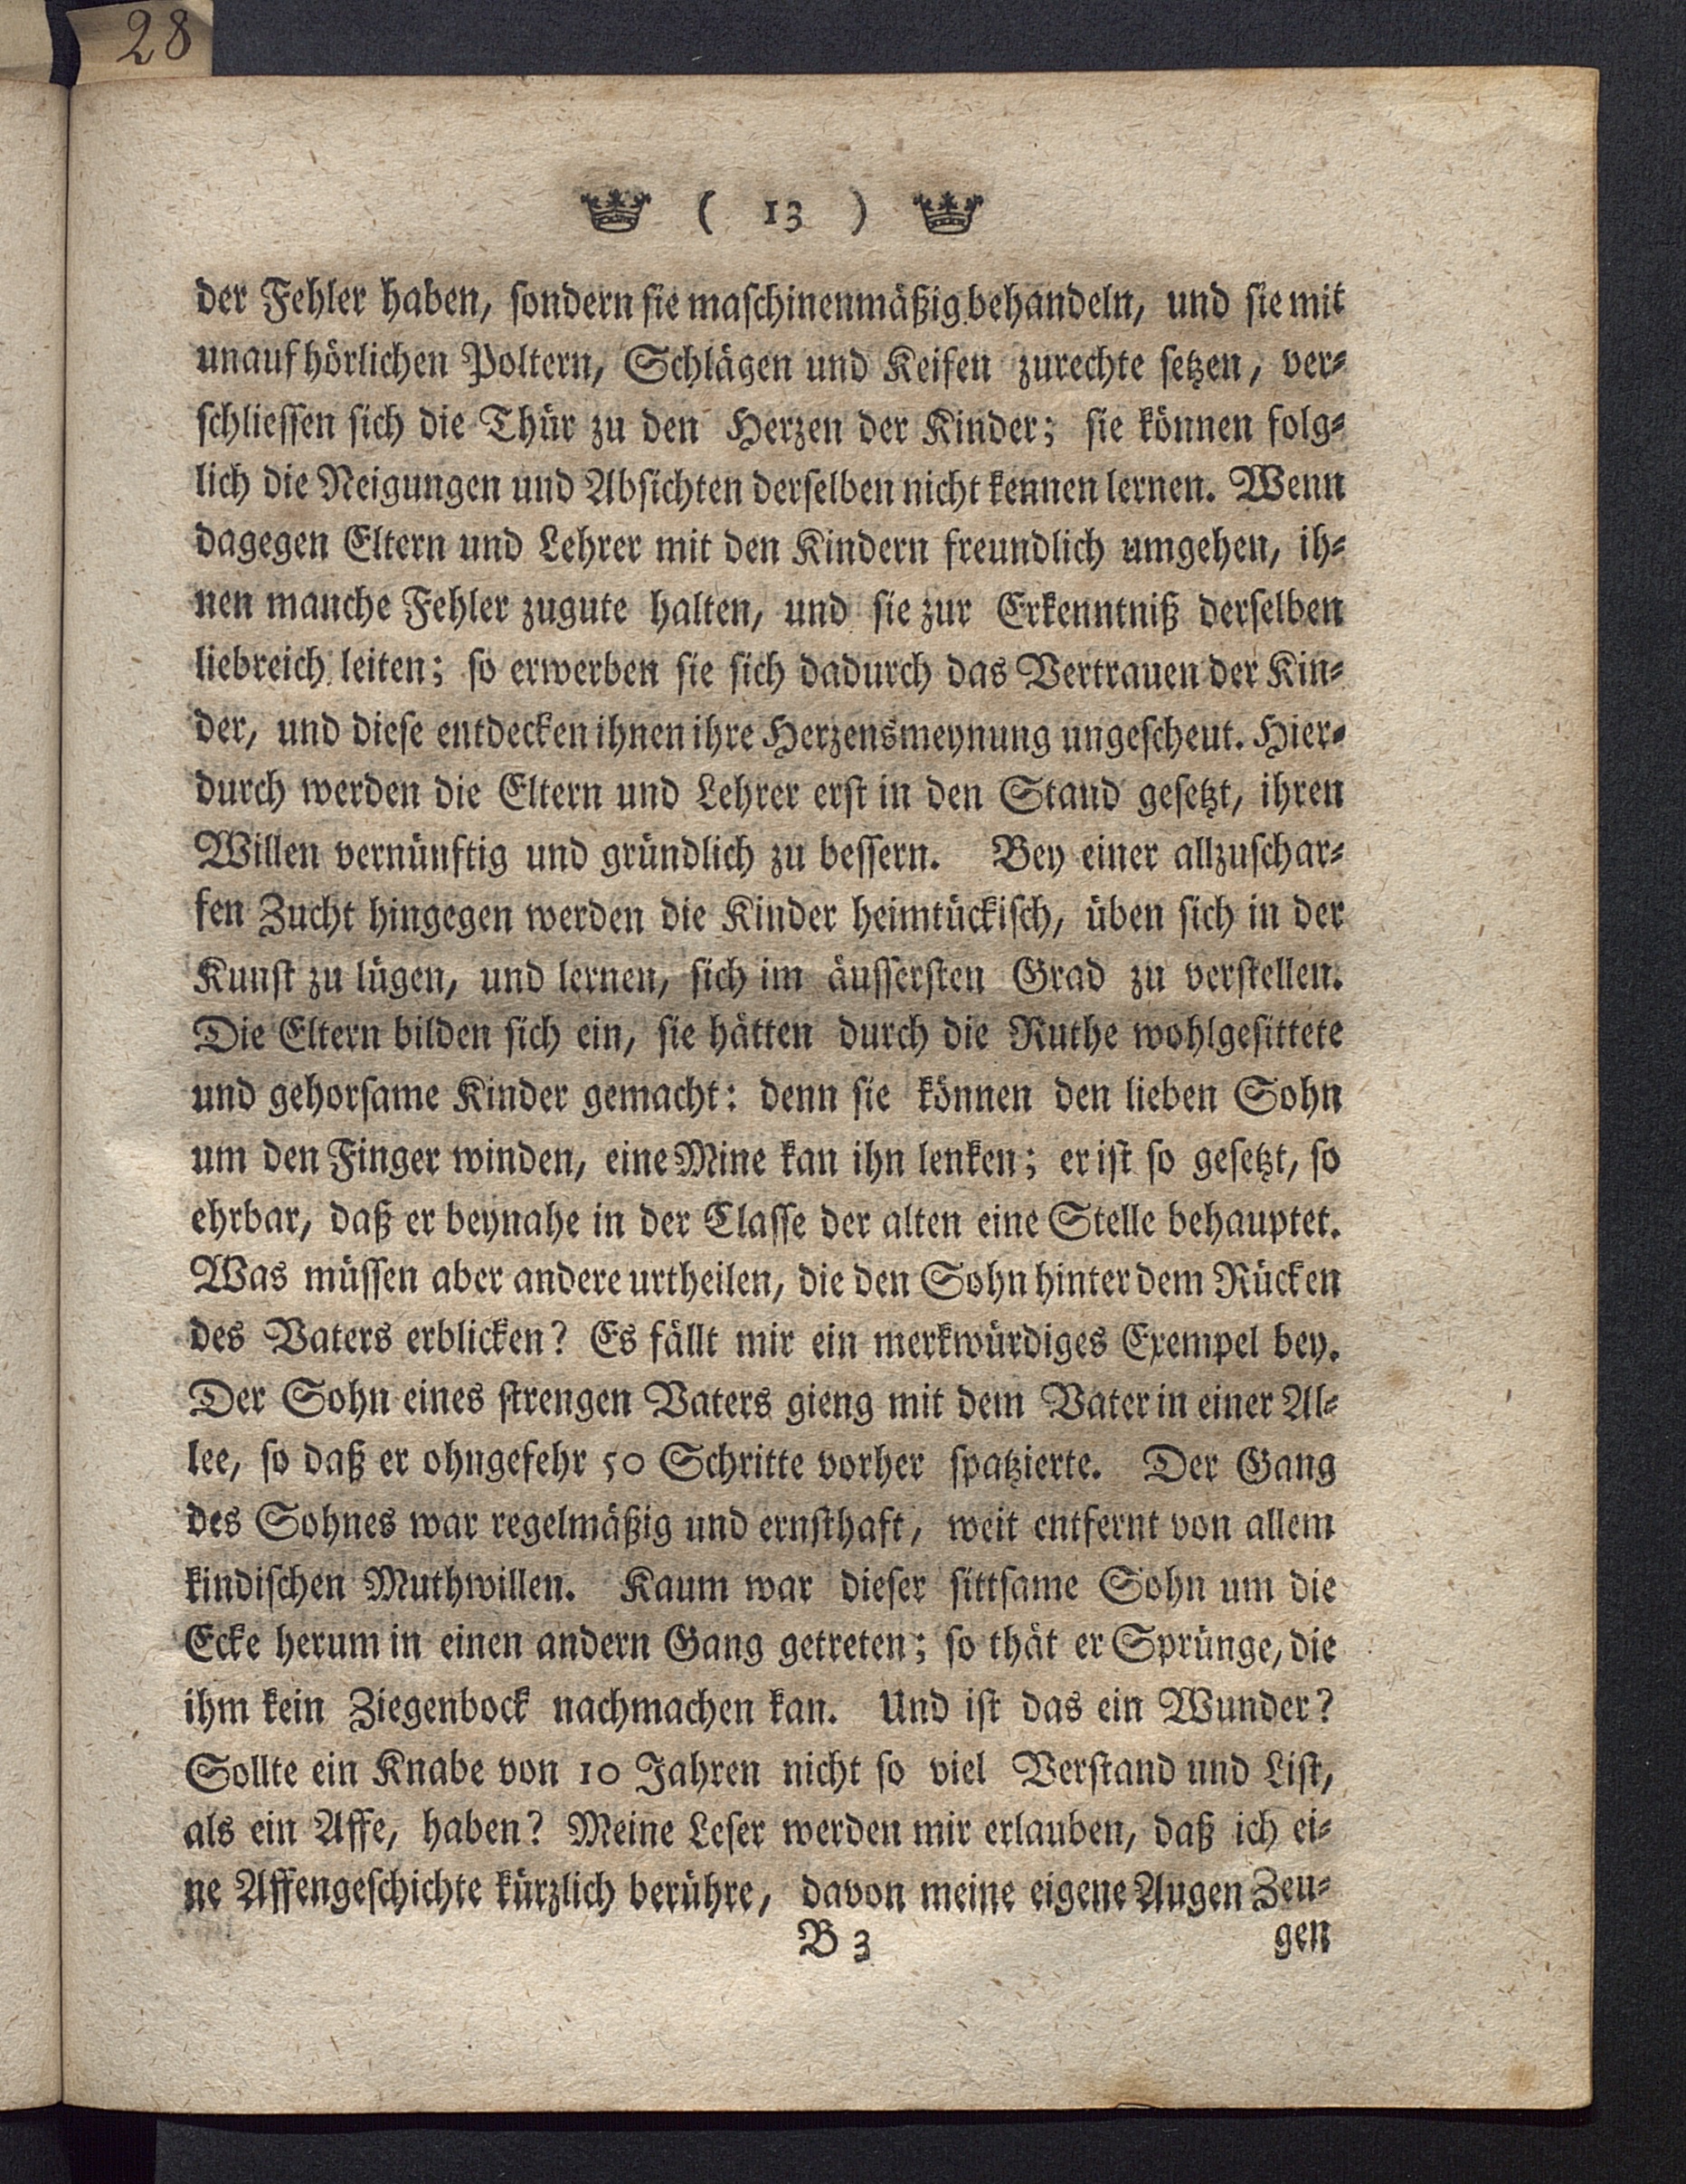 28
( 13 )
der Fehler haben, sondern sie maschinenmäßig behandeln, und sie mit
unaufhörlichen Poltern, Schlägen und Keifen zurechte setzen, ver⸗
schliessen sich die Thür zu den Herzen der Kinder; sie können folg⸗
lich die Neigungen und Absichten derselben nicht kennen lernen. Wenn
dagegen Eltern und Lehrer mit den Kindern freundlich umgehen, ih⸗
nen manche Fehler zugute halten, und sie zur Erkenntniß derselben
liebreich leiten; so erwerben sie sich dadurch das Vertrauen der Kin⸗
der, und diese entdecken ihnen ihre Herzensmeynung ungescheut. Hier⸗
durch werden die Eltern und Lehrer erst in den Stand gesetzt, ihren
Willen vernünftig und gründlich zu bessern. Bey einer allzuschar⸗
fen Zucht hingegen werden die Kinder heimtückisch, üben sich in der
Kunst zu lügen, und lernen, sich im äussersten Grad zu verstellen.
Die Eltern bilden sich ein, sie hätten durch die Ruthe wohlgesittete
und gehorsame Kinder gemacht: denn sie können den lieben Sohn
um den Finger winden, eine Mine kan ihn lenken; er ist so gesetzt, so
ehrbar, daß er beynahe in der Classe der alten eine Stelle behauptet.
Was müssen aber andere urtheilen, die den Sohn hinter dem Rücken
des Vaters erblicken? Es fällt mir ein merkwürdiges Exempel bey.
Der Sohn eines strengen Vaters gieng mit dem Vater in einer Al⸗
lee, so daß er ohngefehr 50 Schritte vorher spatzierte. Der Gang
des Sohnes war regelmäßig und ernsthaft, weit entfernt von allem
kindischen Muthwillen. Kaum war dieser sittsame Sohn um die
Ecke herum in einen andern Gang getreten; so thät er Sprünge, die
ihm kein Ziegenbock nachmachen kan. Und ist das ein Wunder?
Sollte ein Knabe von 10 Jahren nicht so viel Verstand und List,
als ein Affe, haben? Meine Leser werden mir erlauben, daß ich ei⸗
ne Affengeschichte kürzlich berühre, davon meine eigene Augen Zeu⸗
B 3 gen